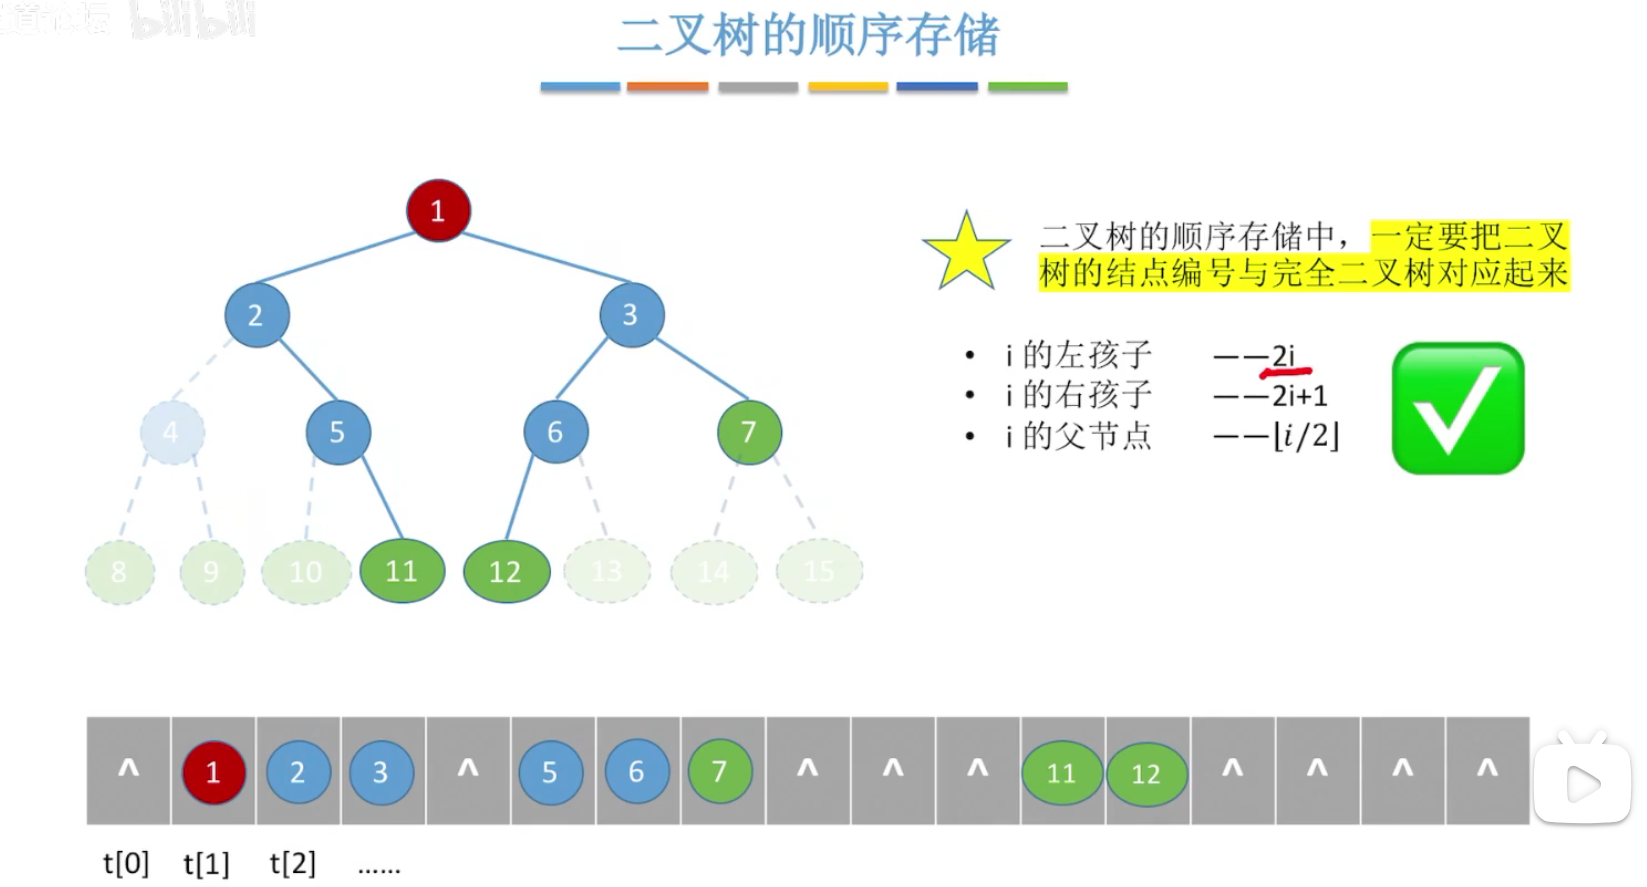 道论坛 bilibili
二叉树的顺序存储
1
2 3
4 5 6 7
8 9 10 11 12 13 14 15
二叉树的顺序存储中，一定要把二叉
树的结点编号与完全二叉树对应起来
• i 的左孩子 ——2i
• i 的右孩子 ——2i+1
• i 的父节点 ——⌊i/2⌋
^ 1 2 3 ^ 5 6 7 ^ ^ ^ 11 12 ^ ^ ^ ^
t[0] t[1] t[2] ……